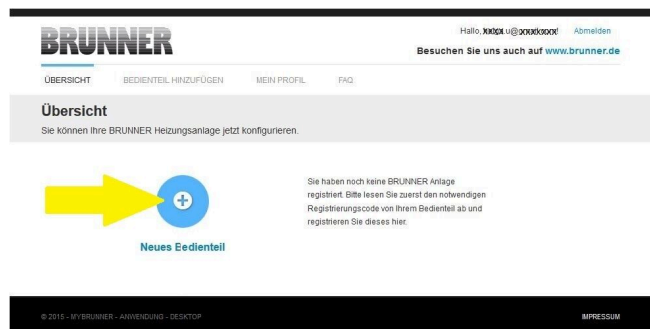 BRUNNER
Hallo, Abmelden
Besuchen Sie uns auch auf www.brunner.de
ÜBERSICHT BEDIENTEIL HINZUFÜGEN MEIN PROFIL FAQ
Übersicht
Sie können Ihre BRUNNER Heizungsanlage jetzt konfigurieren.
Sie haben noch keine BRUNNER Anlage
registriert. Bitte lesen Sie zuerst den notwendigen
Registrierungscode von Ihrem Bedienteil ab und
registrieren Sie dieses hier.
Neues Bedienteil
© 2015 - MYBRUNNER - ANWENDUNG - DESKTOP IMPRESSUM